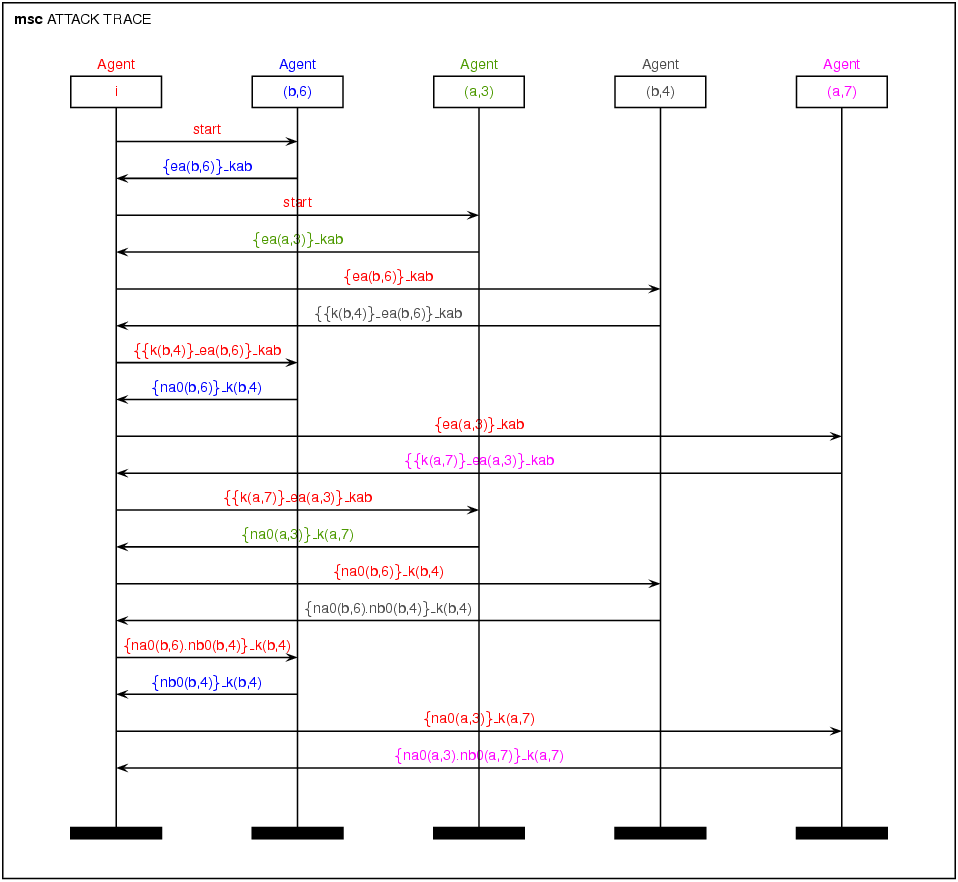 msc ATTACK TRACE
Agent Agent Agent Agent Agent
i (b,6) (a,3) (b,4) (a,7)
start
{ea(b,6)}_kab
start
{ea(a,3)}_kab
{ea(b,6)}_kab
{{k(b,4)}_ea(b,6)}_kab
{{k(b,4)}_ea(b,6)}_kab
{na0(b,6)}_k(b,4)
{ea(a,3)}_kab
{{k(a,7)}_ea(a,3)}_kab
{{k(a,7)}_ea(a,3)}_kab
{na0(a,3)}_k(a,7)
{na0(b,6)}_k(b,4)
{na0(b,6).nb0(b,4)}_k(b,4)
{na0(b,6).nb0(b,4)}_k(b,4)
{nb0(b,4)}_k(b,4)
{na0(a,3)}_k(a,7)
{na0(a,3).nb0(a,7)}_k(a,7)